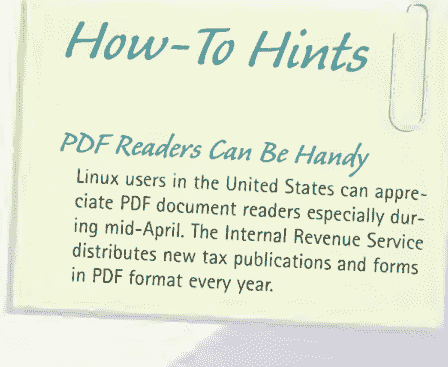 How-To Hints
PDF Readers Can Be Handy
Linux users in the United States can appre-
ciate PDF document readers especially dur-
ing mid-April. The Internal Revenue Service
distributes new tax publications and forms
in PDF format every year.